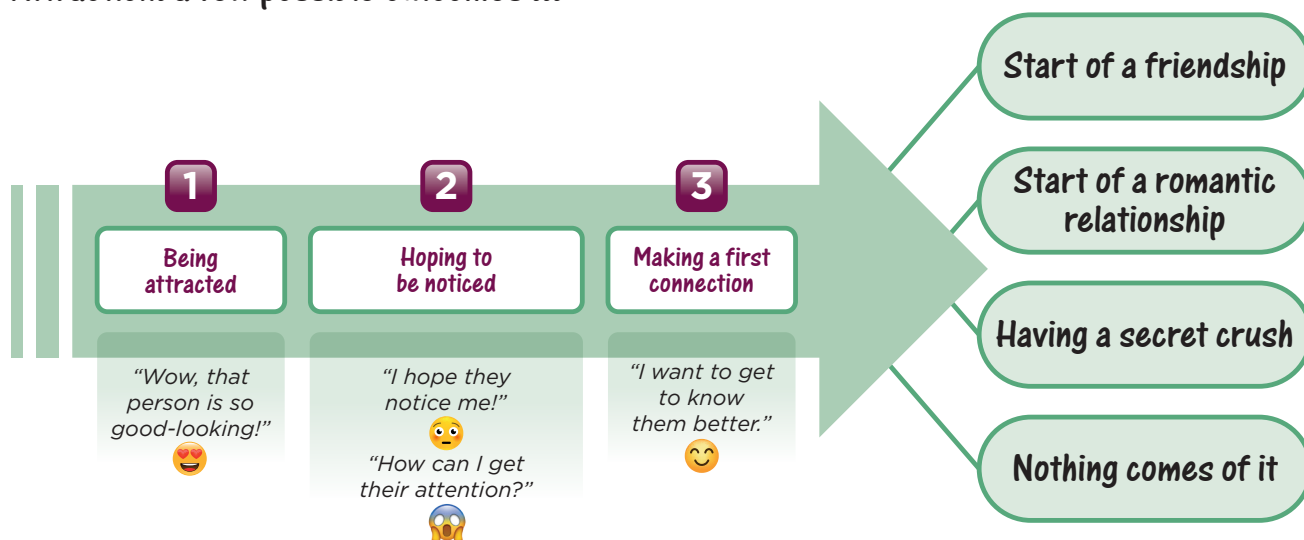 Start of a friendship
Start of a romantic
relationship
Having a secret crush
Nothing comes of it
1
Being
attracted
“Wow, that
person is so
good-looking!”
2
Hoping to
be noticed
“I hope they
notice me!”
“How can I get
their attention?”
3
Making a first
connection
“I want to get
to know
them better.”